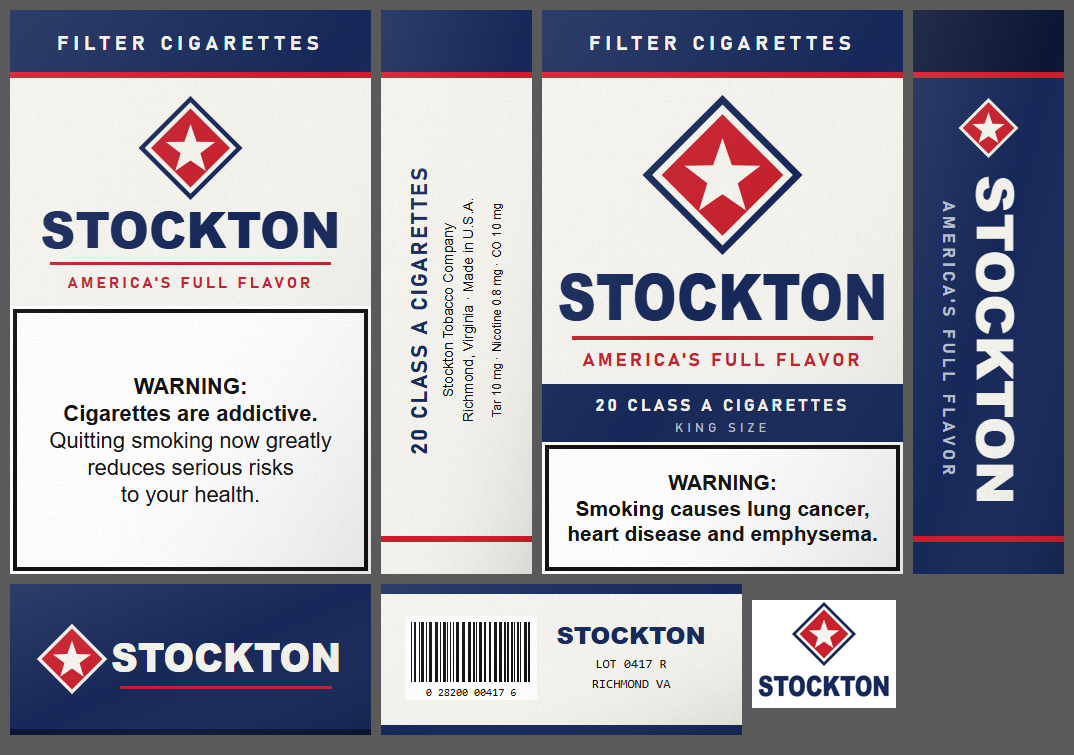 FILTER CIGARETTES
STOCKTON
AMERICA'S FULL FLAVOR
WARNING:
Cigarettes are addictive.
Quitting smoking now greatly
reduces serious risks
to your health.
20 CLASS A CIGARETTES
Stockton Tobacco Company
Richmond, Virginia · Made in U.S.A.
Tar 10 mg · Nicotine 0.8 mg · CO 10 mg
FILTER CIGARETTES
STOCKTON
AMERICA'S FULL FLAVOR
20 CLASS A CIGARETTES
KING SIZE
WARNING:
Smoking causes lung cancer,
heart disease and emphysema.
STOCKTON
AMERICA'S FULL FLAVOR
STOCKTON
0 28200 00417 6
STOCKTON
LOT 0417 R
RICHMOND VA
STOCKTON